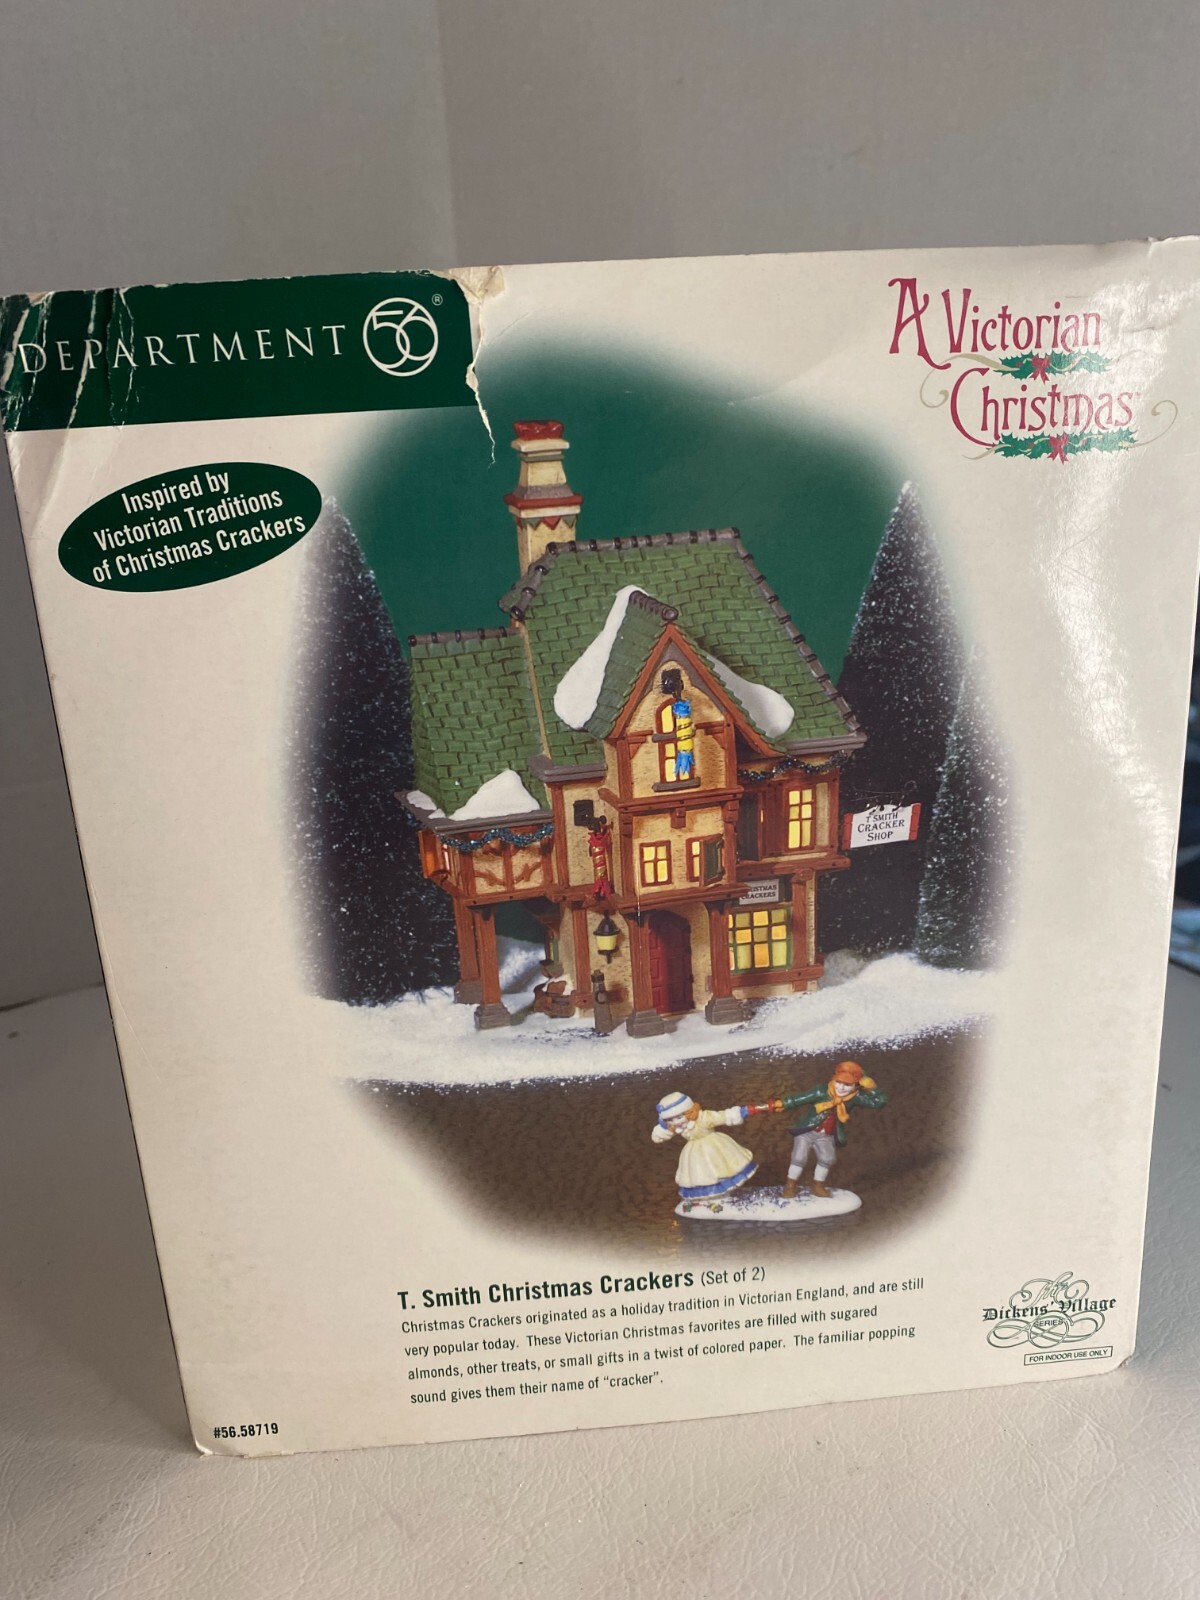 DEPARTMENT 56®
A Victorian
Christmas
Inspired by
Victorian Traditions
of Christmas Crackers
T SMITH
CRACKER
SHOP
CRACKERS
T. Smith Christmas Crackers (Set of 2)
Christmas Crackers originated as a holiday tradition in Victorian England, and are still
very popular today. These Victorian Christmas favorites are filled with sugared
almonds, other treats, or small gifts in a twist of colored paper. The familiar popping
sound gives them their name of "cracker".
The
Dickens' Village
SERIES
FOR INDOOR USE ONLY
#56.58719